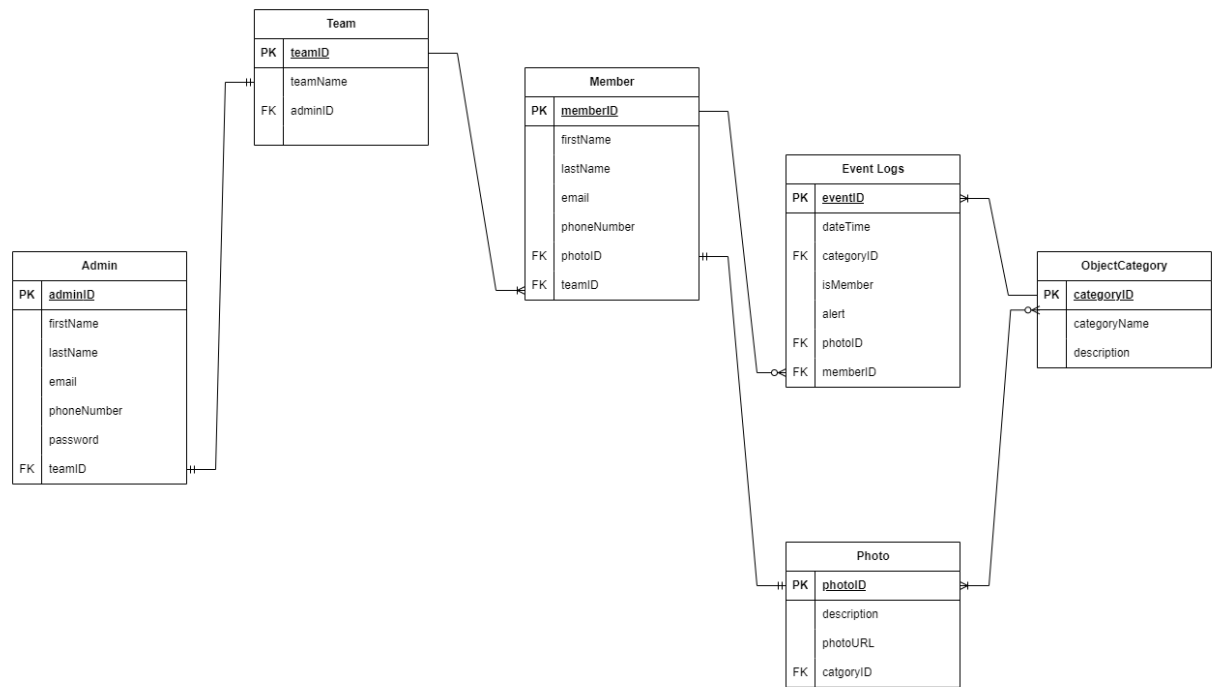 Team
PK teamID
teamName
FK adminID
Member
PK memberID
firstName
lastName
email
phoneNumber
FK photoID
FK teamID
Event Logs
PK eventID
dateTime
FK categoryID
isMember
alert
FK photoID
FK memberID
Admin
PK adminID
firstName
lastName
email
phoneNumber
password
FK teamID
ObjectCategory
PK categoryID
categoryName
description
Photo
PK photoID
description
photoURL
FK catgoryID